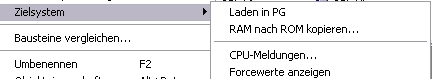 Zielsystem
Bausteine vergleichen...
Umbenennen F2
Laden in PG
RAM nach ROM kopieren...
CPU-Meldungen...
Forcewerte anzeigen